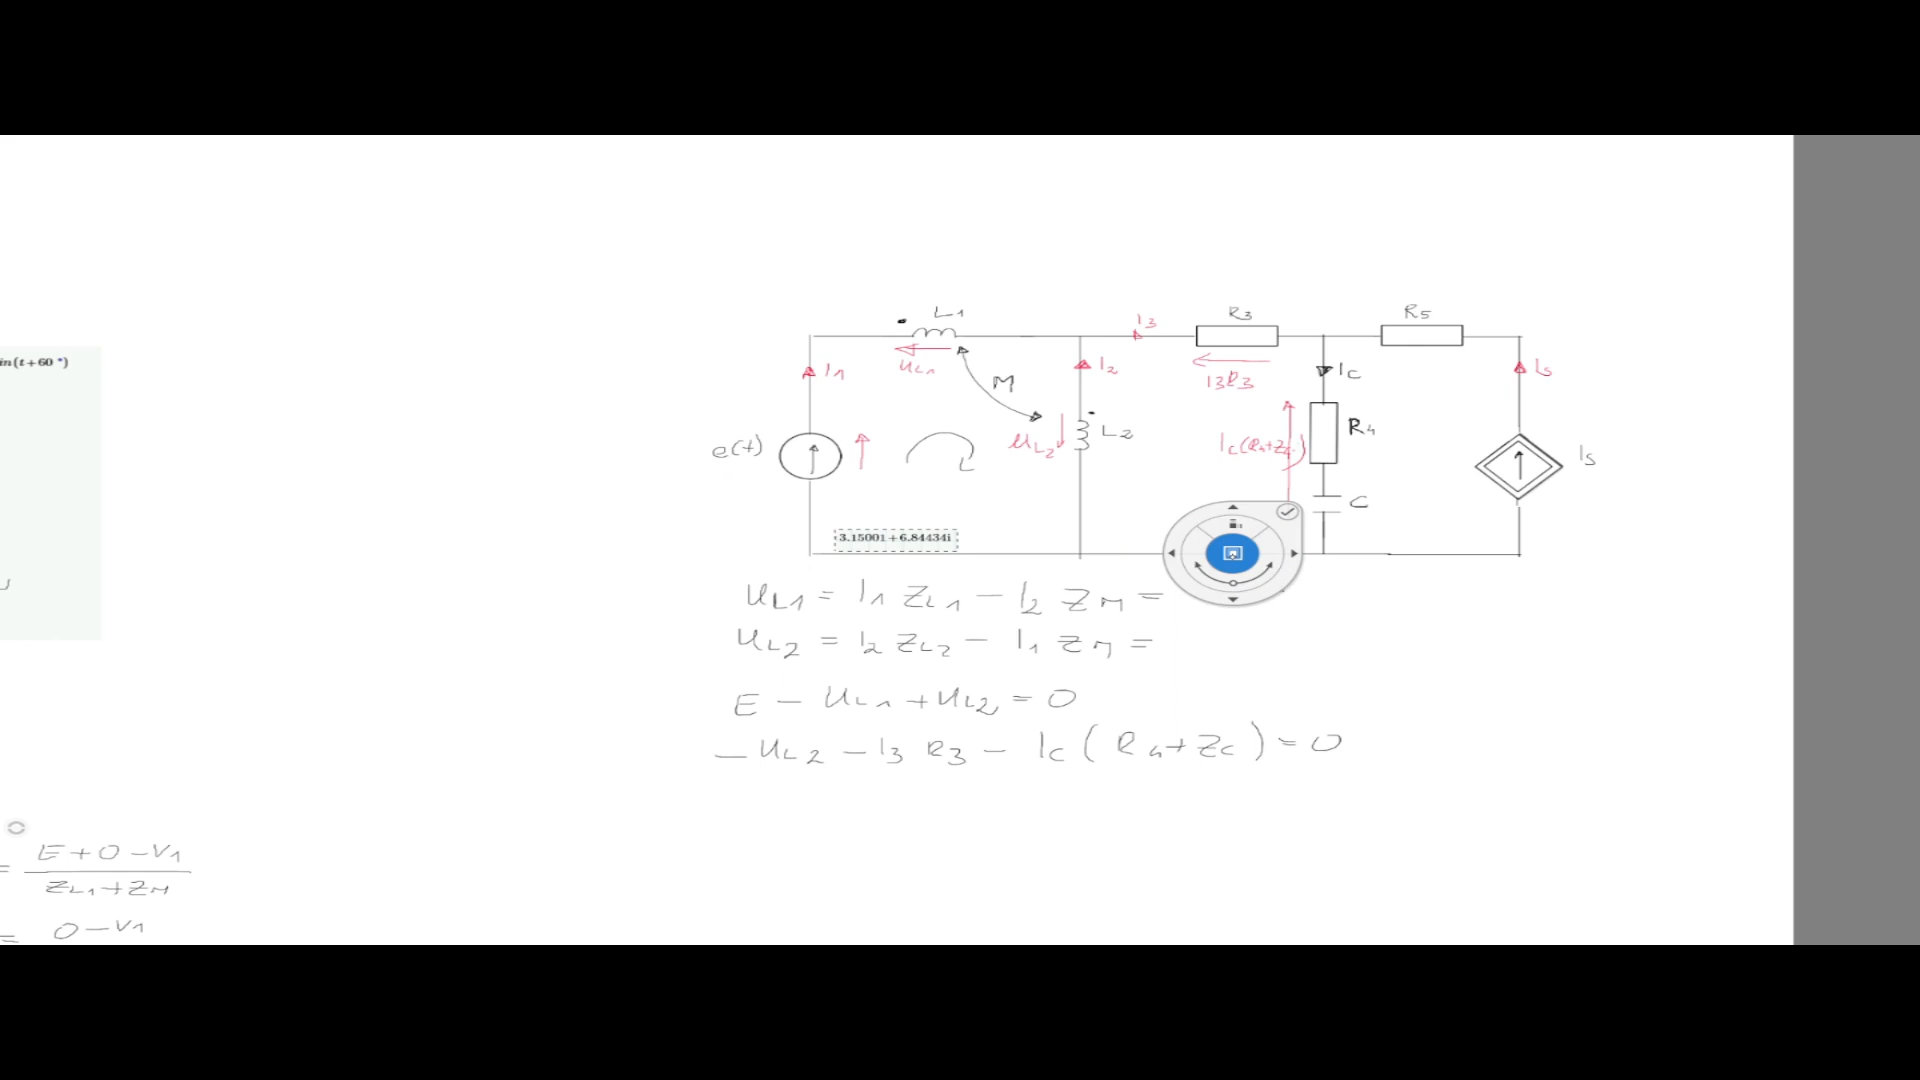 in(t+60 °)
L1
I3
R3
R5
I1
uL1
M
I2
I3R3
Ic
Is
e(t)
uL2
L2
Ic(R4+Zc)
R4
Is
C
3.15001+6.84434i
uL1 = I1 ZL1 - I2 ZM =
uL2 = I2 ZL2 - I1 ZM =
E - uL1 + uL2 = 0
- uL2 - I3 R3 - Ic (R4+Zc) = 0
= E+0-V1
ZL1+ZM
= 0-V1